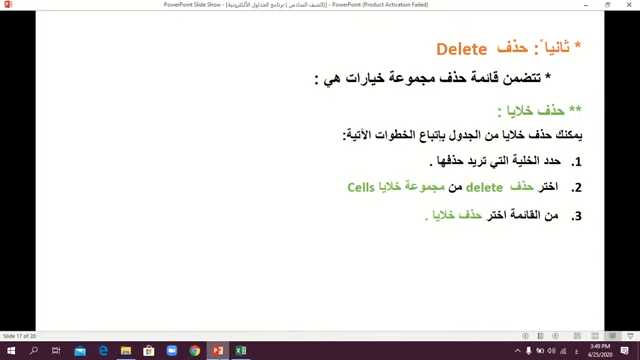 PowerPoint Slide Show - [الصف السادس ) برنامج الجداول الألكترونية] - PowerPoint (Product Activation Failed)
* ثانياً : حذف Delete
* تتضمن قائمة حذف مجموعة خيارات هي :
** حذف خلايا :
يمكنك حذف خلايا من الجدول بإتباع الخطوات الآتية:
1. حدد الخلية التي تريد حذفها .
2. اختر حذف delete من مجموعة خلايا Cells
3. من القائمة اختر حذف خلايا .
Slide 17 of 20
3:49 PM
4/25/2020